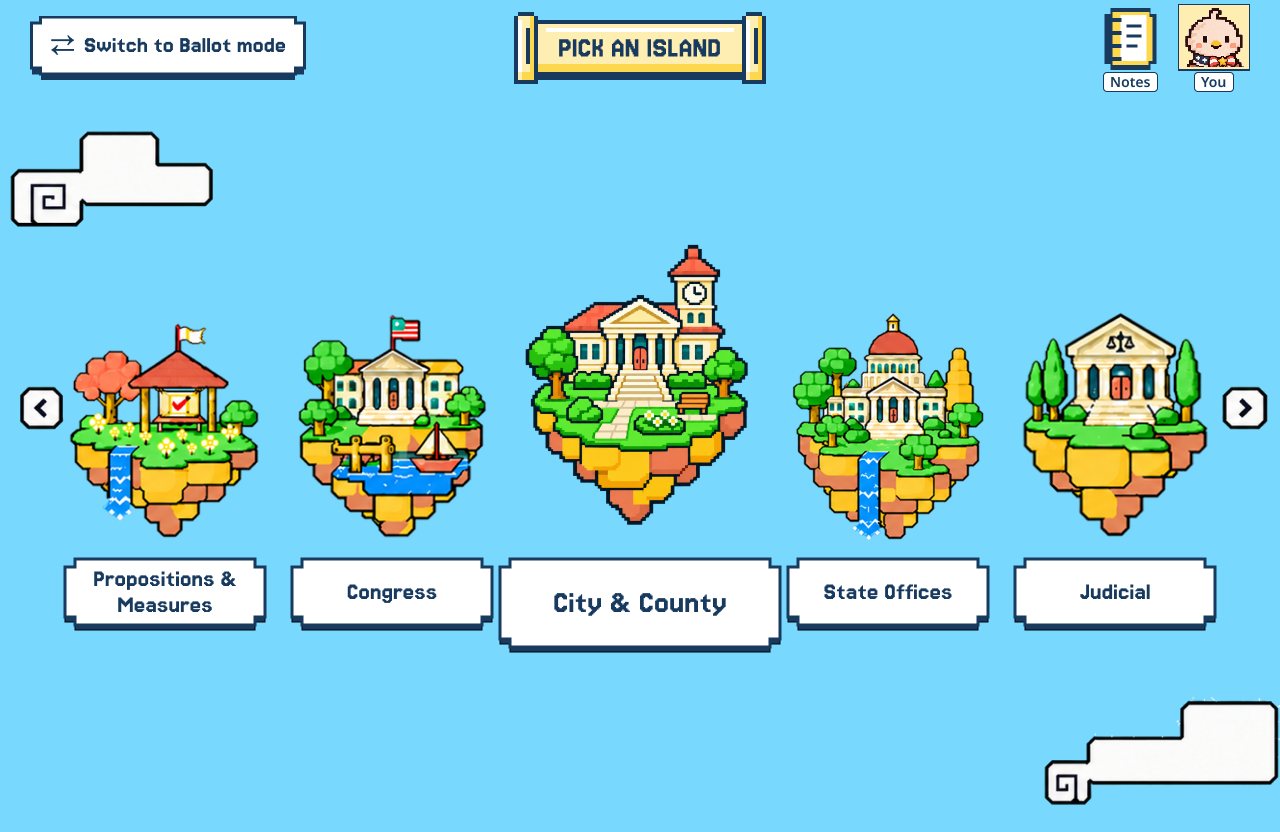 Switch to Ballot mode
PICK AN ISLAND
Notes
You
Propositions &
Measures
Congress
City & County
State Offices
Judicial